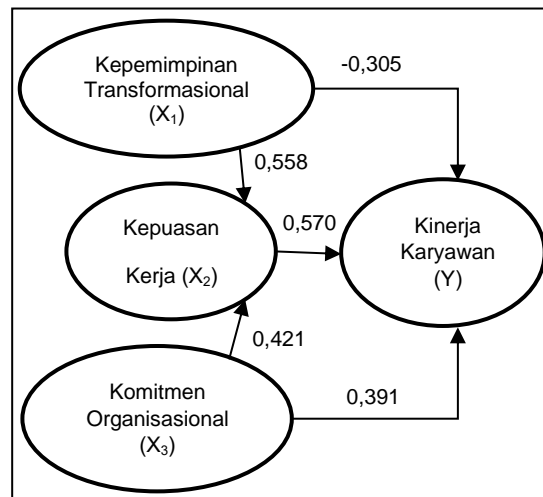 Kepemimpinan
Transformasional
(X₁)
-0,305
0,558
Kepuasan
Kerja (X₂)
0,570
Kinerja
Karyawan
(Y)
0,421
Komitmen
Organisasional
(X₃)
0,391